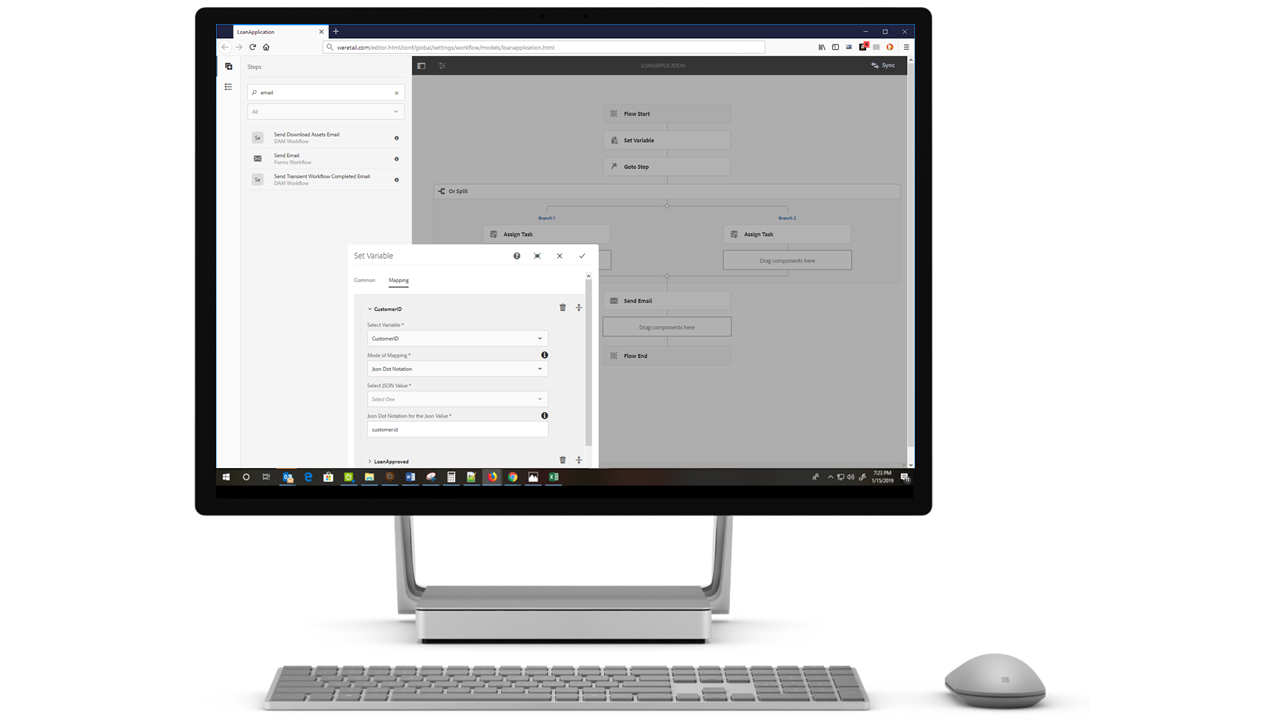 LoanApplication
weretail.com/editor.html/conf/global/settings/workflow/models/loanapplication.html
Steps
LOANAPPLICATION
Sync
email
All
Se
Send Download Assets Email
DAM Workflow
Send Email
Forms Workflow
Se
Send Transient Workflow Completed Email
DAM Workflow
Flow Start
Set Variable
Goto Step
Or Split
Branch 1
Branch 2
Assign Task
Assign Task
Drag components here
Send Email
Drag components here
Flow End
Set Variable
Common
Mapping
CustomerID
Select Variable *
CustomerID
Mode of Mapping *
Json Dot Notation
Select JSON Value *
Select One
Json Dot Notation for the Json Value *
customer.id
LoanApproved
7:23 PM
1/15/2019